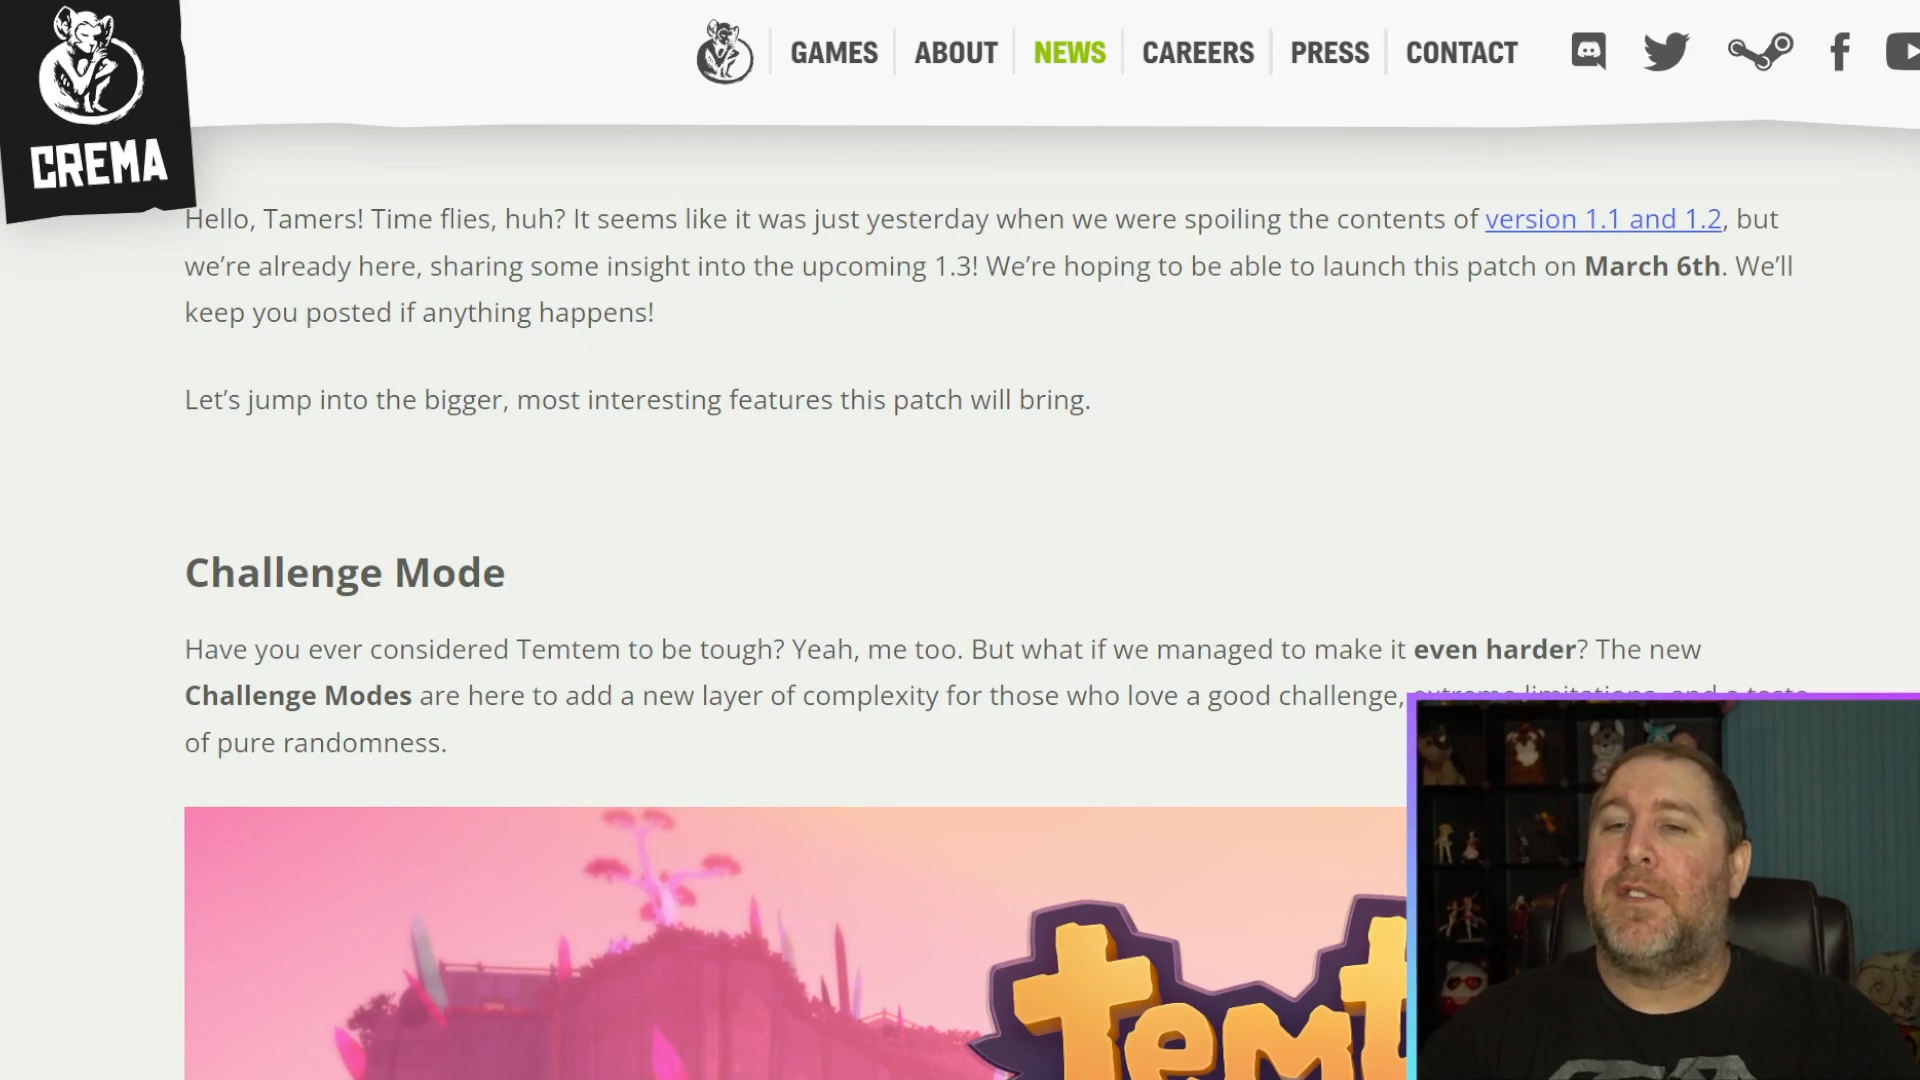 GAMES ABOUT NEWS CAREERS PRESS CONTACT
CREMA
Hello, Tamers! Time flies, huh? It seems like it was just yesterday when we were spoiling the contents of version 1.1 and 1.2, but
we’re already here, sharing some insight into the upcoming 1.3! We’re hoping to be able to launch this patch on March 6th. We’ll
keep you posted if anything happens!
Let’s jump into the bigger, most interesting features this patch will bring.
Challenge Mode
Have you ever considered Temtem to be tough? Yeah, me too. But what if we managed to make it even harder? The new
Challenge Modes are here to add a new layer of complexity for those who love a good challenge, extreme limitations, and a taste
of pure randomness.
Temt